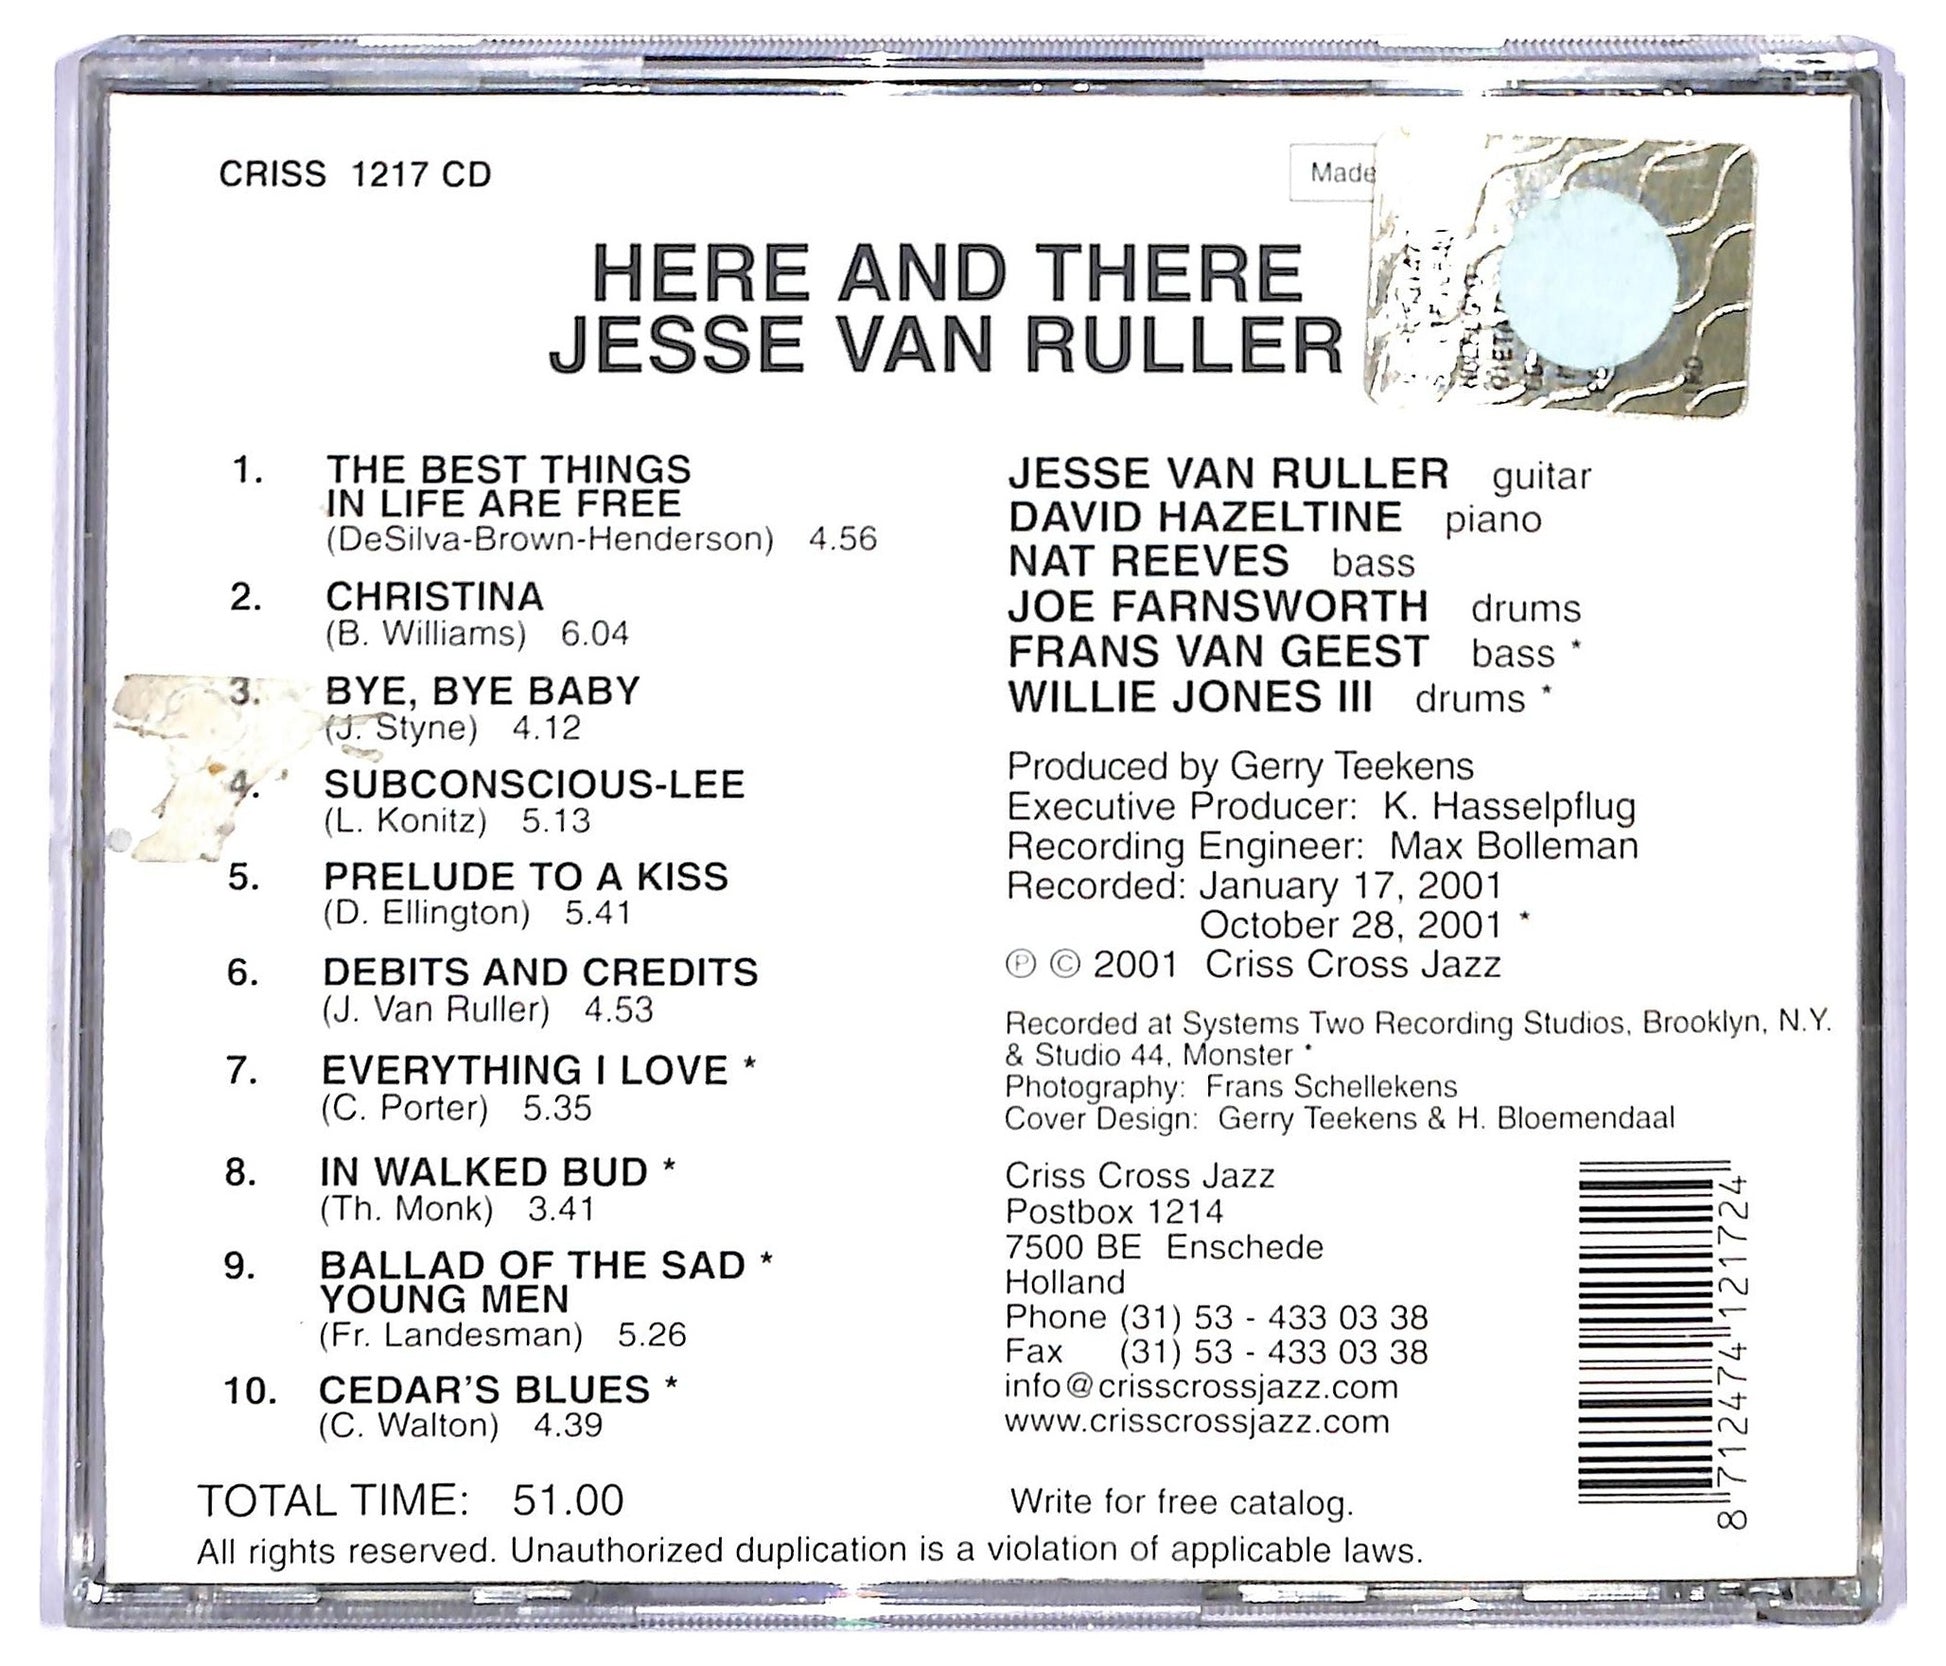 CRISS 1217 CD
Made
HERE AND THERE
JESSE VAN RULLER
1. THE BEST THINGS
IN LIFE ARE FREE
(DeSilva-Brown-Henderson) 4.56
2. CHRISTINA
(B. Williams) 6.04
3. BYE, BYE BABY
(J. Styne) 4.12
4. SUBCONSCIOUS-LEE
(L. Konitz) 5.13
5. PRELUDE TO A KISS
(D. Ellington) 5.41
6. DEBITS AND CREDITS
(J. Van Ruller) 4.53
7. EVERYTHING I LOVE *
(C. Porter) 5.35
8. IN WALKED BUD *
(Th. Monk) 3.41
9. BALLAD OF THE SAD *
YOUNG MEN
(Fr. Landesman) 5.26
10. CEDAR'S BLUES *
(C. Walton) 4.39
TOTAL TIME: 51.00
JESSE VAN RULLER guitar
DAVID HAZELTINE piano
NAT REEVES bass
JOE FARNSWORTH drums
FRANS VAN GEEST bass *
WILLIE JONES III drums *
Produced by Gerry Teekens
Executive Producer: K. Hasselpflug
Recording Engineer: Max Bolleman
Recorded: January 17, 2001
October 28, 2001 *
℗ © 2001 Criss Cross Jazz
Recorded at Systems Two Recording Studios, Brooklyn, N.Y.
& Studio 44, Monster *
Photography: Frans Schellekens
Cover Design: Gerry Teekens & H. Bloemendaal
Criss Cross Jazz
Postbox 1214
7500 BE Enschede
Holland
Phone (31) 53 - 433 03 38
Fax (31) 53 - 433 03 38
info@crisscrossjazz.com
www.crisscrossjazz.com
Write for free catalog.
8 712474 121724
All rights reserved. Unauthorized duplication is a violation of applicable laws.